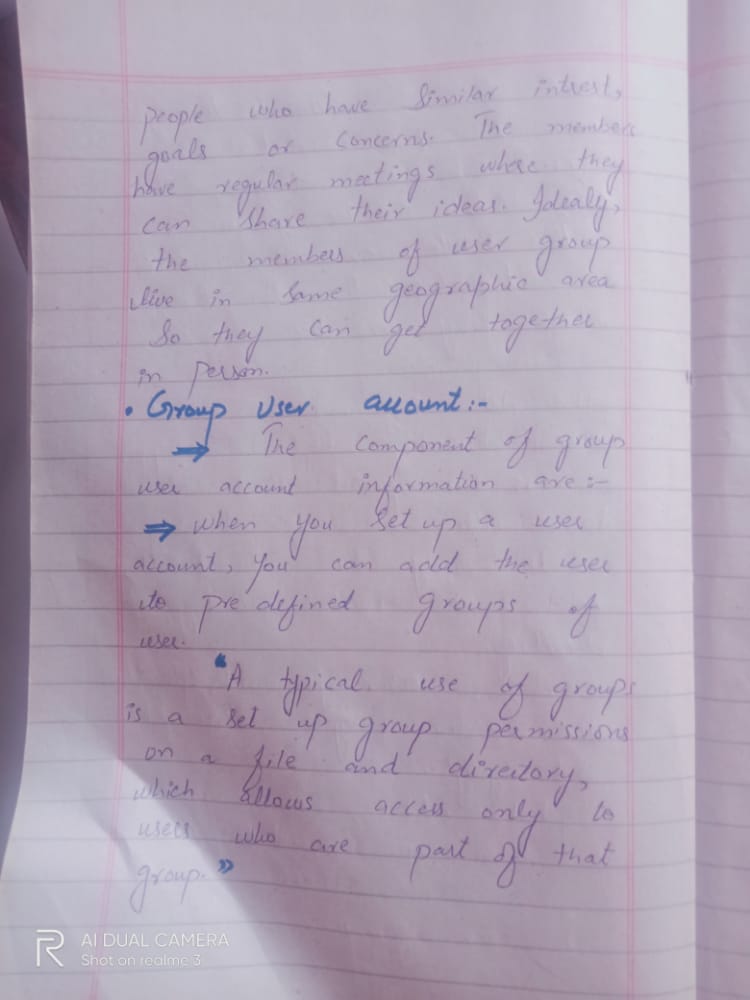 people who have similar intrest,
goals or concerns. The members
have regular meetings where they
can share their ideas. Idealy,
the members of user group
live in same geographic area
So they can get together
in person.
• Group User account:-
⇒ The component of group
user account information are:-
⇒ when you set up a user
account, you can add the user
to predefined groups of
user.
"A typical use of groups
is a set up group permissions
on a file and directory,
which allows access only to
users who are part of that
group."
AI DUAL CAMERA
Shot on realme 3